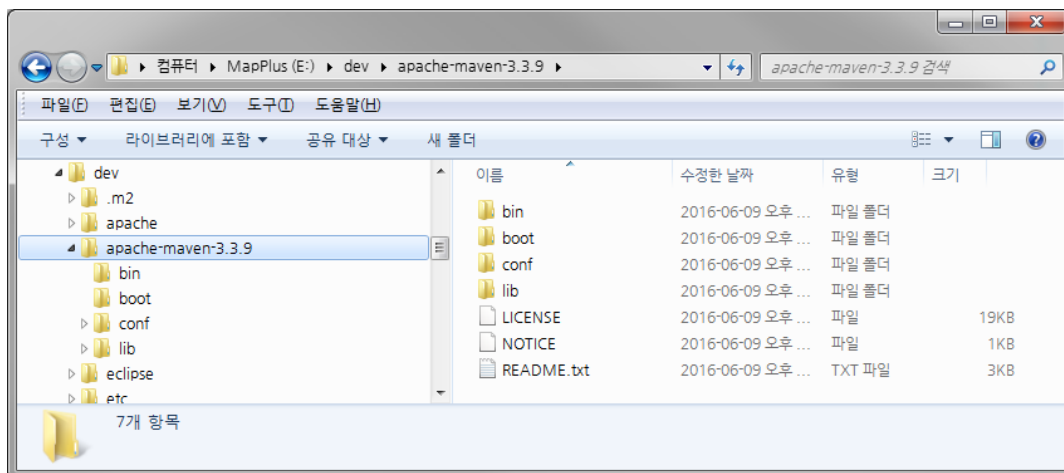 컴퓨터 MapPlus (E:) dev apache-maven-3.3.9
apache-maven-3.3.9 검색
파일(F) 편집(E) 보기(V) 도구(T) 도움말(H)
구성 라이브러리에 포함 공유 대상 새 폴더
dev
.m2
apache
apache-maven-3.3.9
bin
boot
conf
lib
eclipse
etc
이름 수정한 날짜 유형 크기
bin 2016-06-09 오후 ... 파일 폴더
boot 2016-06-09 오후 ... 파일 폴더
conf 2016-06-09 오후 ... 파일 폴더
lib 2016-06-09 오후 ... 파일 폴더
LICENSE 2016-06-09 오후 ... 파일 19KB
NOTICE 2016-06-09 오후 ... 파일 1KB
README.txt 2016-06-09 오후 ... TXT 파일 3KB
7개 항목